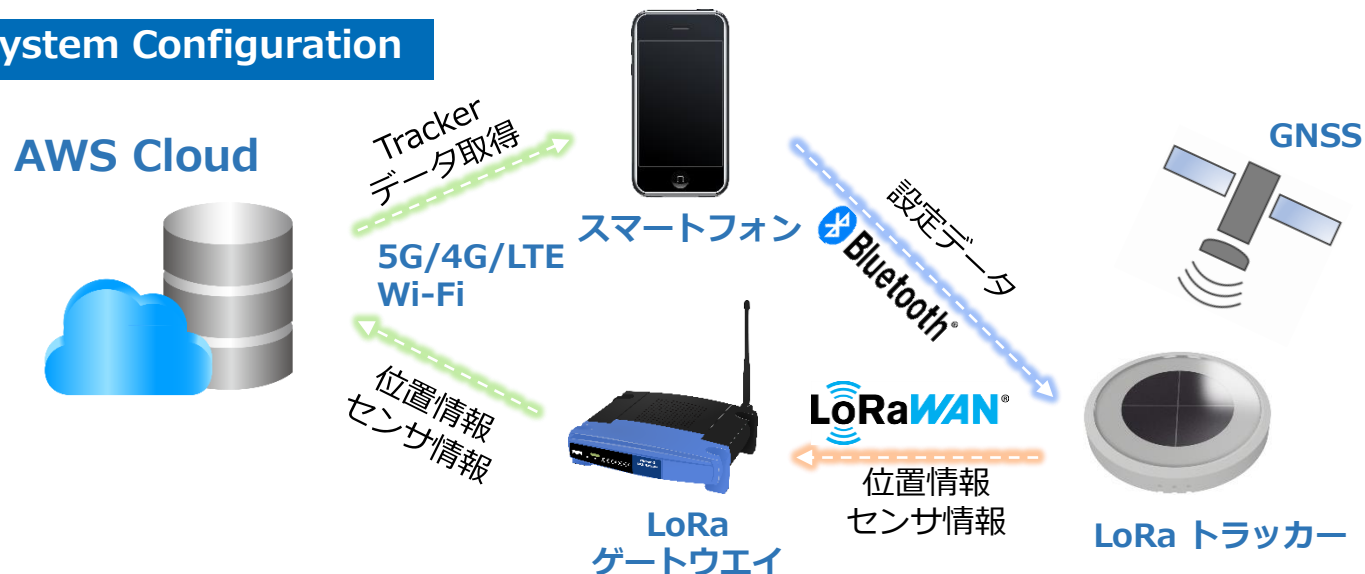 ystem Configuration
AWS Cloud
Tracker
データ取得
5G/4G/LTE
Wi-Fi
スマートフォン
設定データ
Bluetooth®
GNSS
位置情報
センサ情報
LoRaWAN®
位置情報
センサ情報
LoRa
ゲートウエイ
LoRa トラッカー